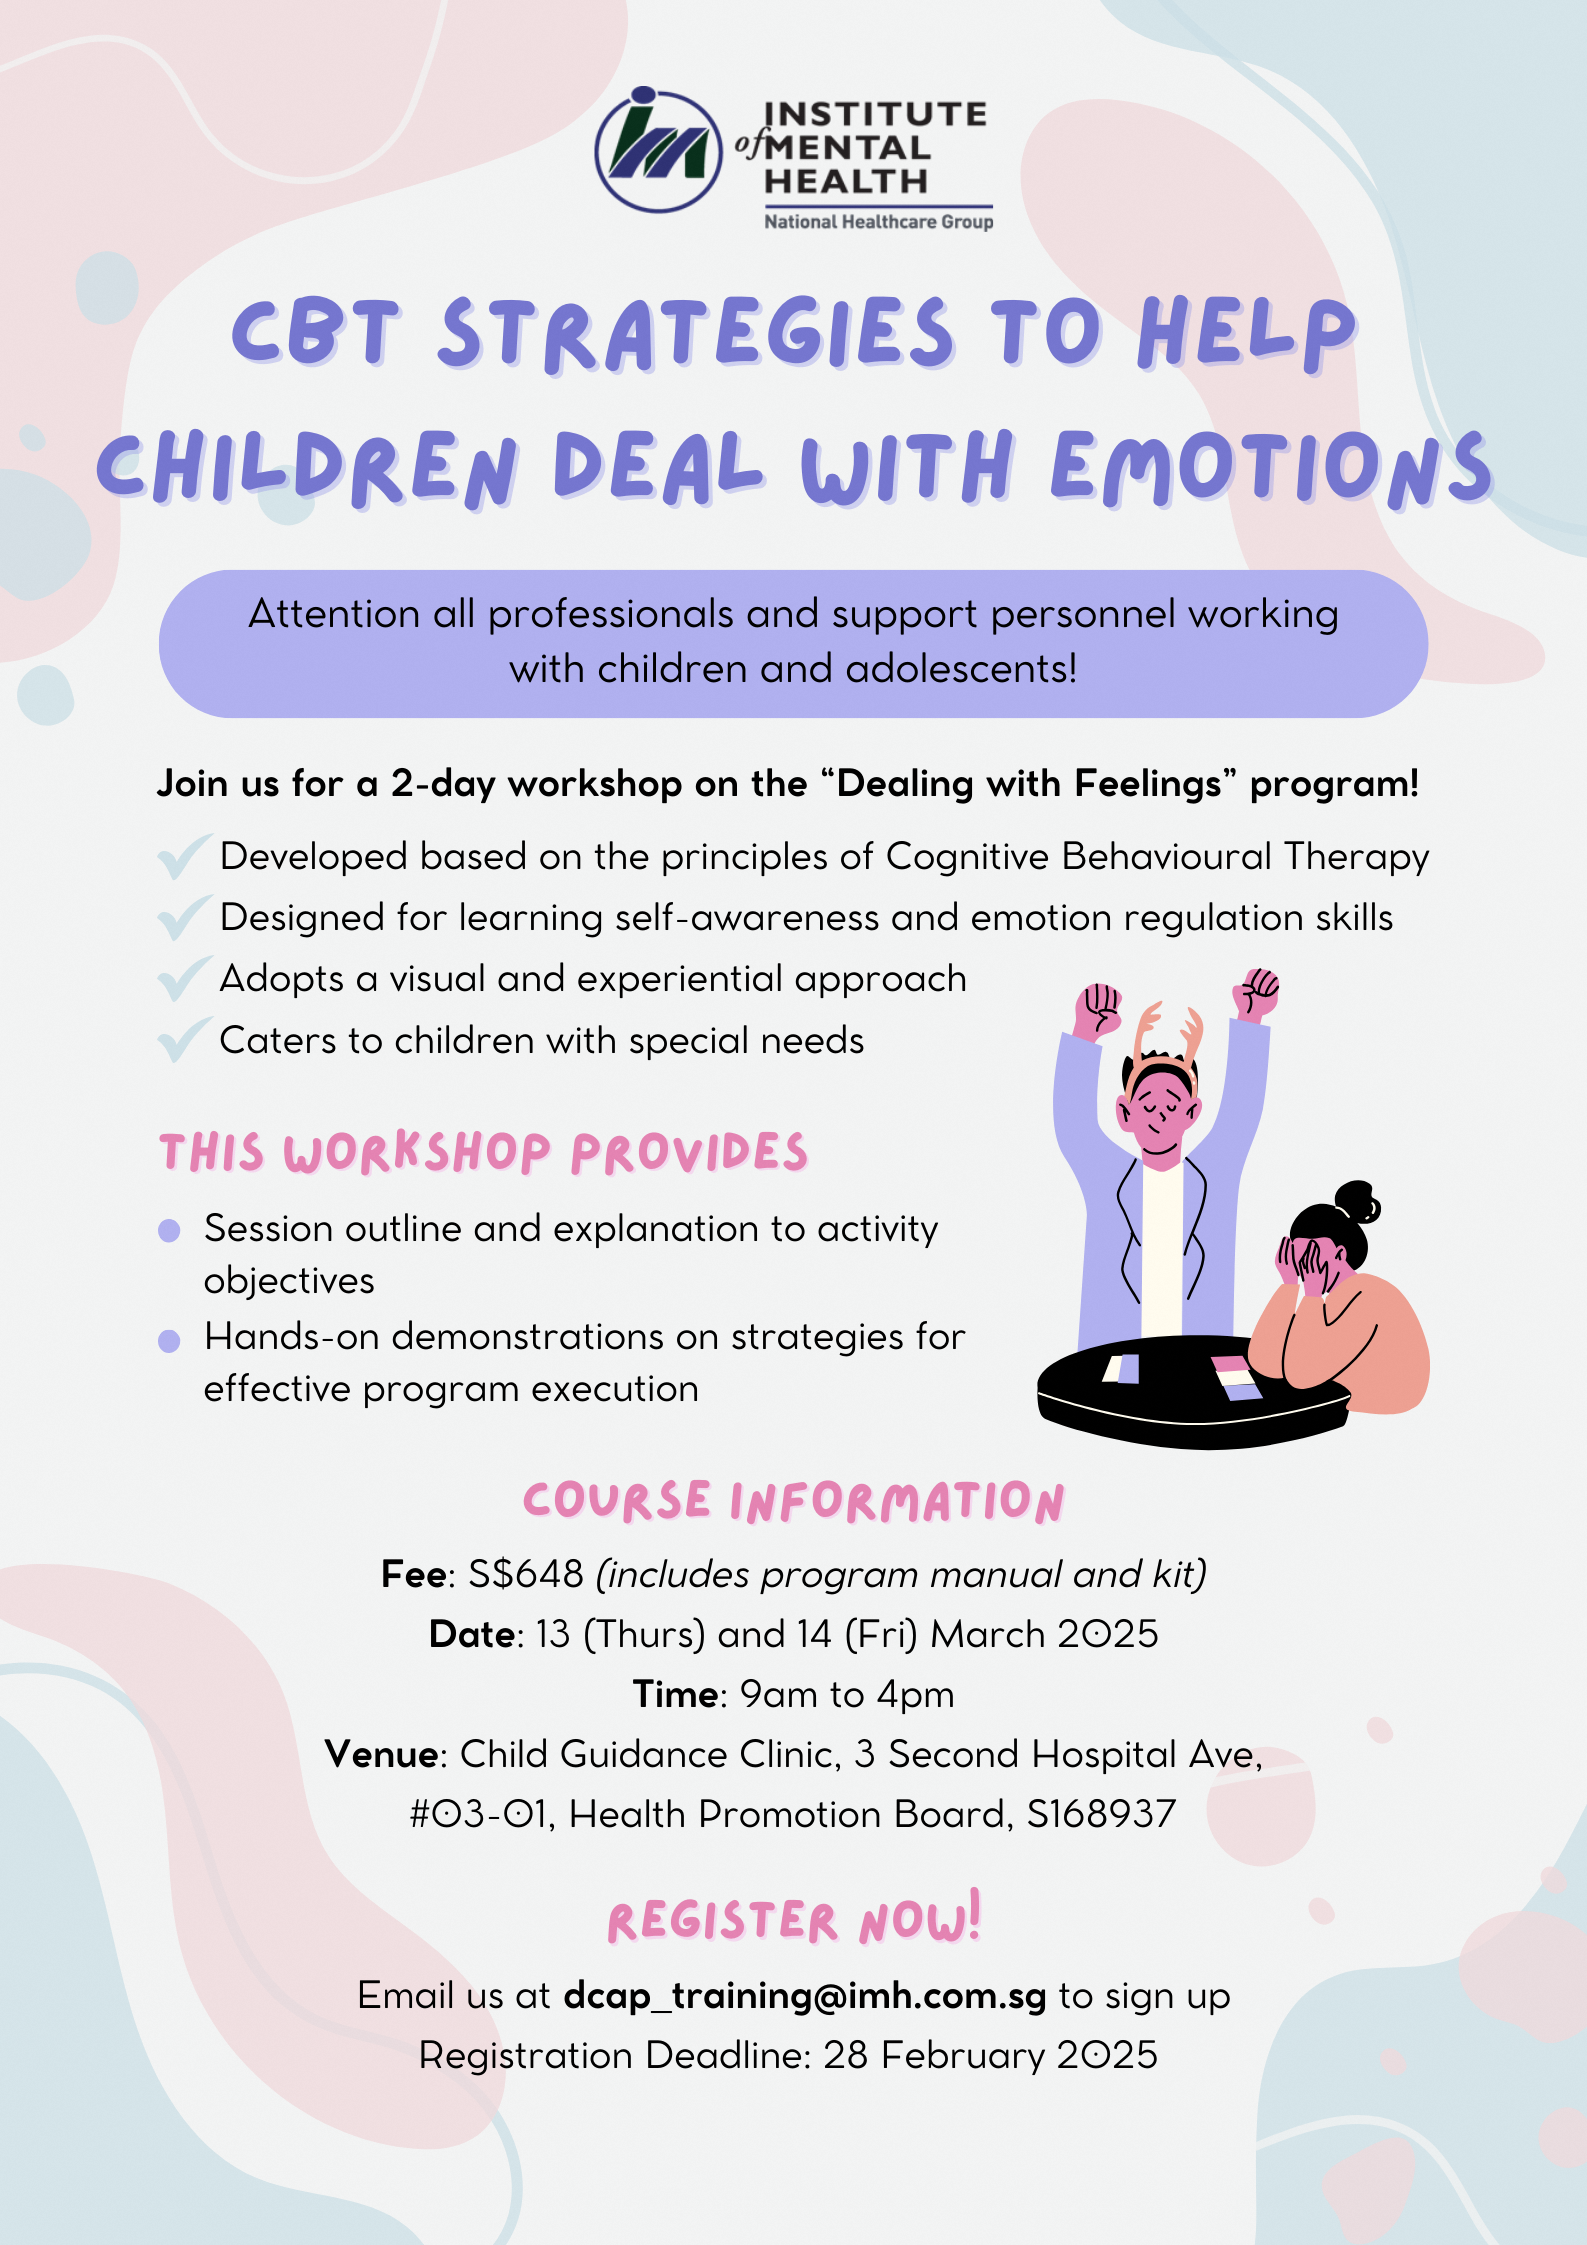 im
INSTITUTE
of MENTAL
HEALTH
National Healthcare Group
CBT STRATEGIES TO HELP
CHILDREN DEAL WITH EMOTIONS
Attention all professionals and support personnel working
with children and adolescents!
Join us for a 2-day workshop on the “Dealing with Feelings” program!
Developed based on the principles of Cognitive Behavioural Therapy
Designed for learning self-awareness and emotion regulation skills
Adopts a visual and experiential approach
Caters to children with special needs
THIS WORKSHOP PROVIDES
Session outline and explanation to activity
objectives
Hands-on demonstrations on strategies for
effective program execution
COURSE INFORMATION
Fee: S$648 (includes program manual and kit)
Date: 13 (Thurs) and 14 (Fri) March 2025
Time: 9am to 4pm
Venue: Child Guidance Clinic, 3 Second Hospital Ave,
#03-01, Health Promotion Board, S168937
REGISTER NOW!
Email us at dcap_training@imh.com.sg to sign up
Registration Deadline: 28 February 2025